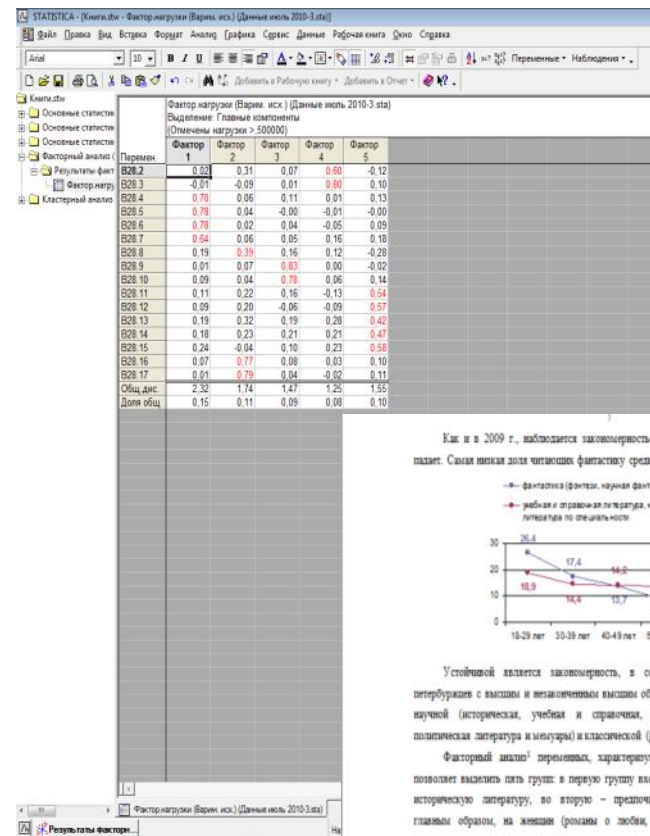 STATISTICA - [Книги.stw - Фактор.нагрузки (Варим. исх.) (Данные июль 2010-3.sta)]
Файл Правка Вид Вставка Формат Анализ Графика Сервис Данные Рабочая книга Окно Справка
Arial 10 Переменные Наблюдения
Добавить в Рабочую книгу Добавить в Отчет
Книги.stw
Основные статистик
Основные статистик
Основные статистик
Факторный анализ (
Результаты факт
Фактор.нагру
Кластерный анализ
Фактор.нагрузки (Варим. исх.) (Данные июль 2010-3.sta)
Выделение: Главные компоненты
(Отмечены нагрузки >,500000)
Перемен. Фактор 1 Фактор 2 Фактор 3 Фактор 4 Фактор 5
B28.2 0,02 0,31 0,07 0,60 -0,12
B28.3 -0,01 -0,09 0,01 0,80 0,10
B28.4 0,70 0,06 0,11 0,01 0,13
B28.5 0,78 0,04 -0,00 -0,01 -0,00
B28.6 0,78 0,02 0,04 -0,05 0,09
B28.7 0,64 0,06 0,05 0,16 0,18
B28.8 0,19 0,39 0,16 0,12 -0,28
B28.9 0,01 0,07 0,83 0,00 -0,02
B28.10 0,09 0,04 0,78 0,06 0,14
B28.11 0,11 0,22 0,16 -0,13 0,54
B28.12 0,09 0,20 -0,06 -0,09 0,57
B28.13 0,19 0,32 0,19 0,28 0,42
B28.14 0,18 0,23 0,21 0,21 0,47
B28.15 0,24 -0,04 0,10 0,23 0,58
B28.16 0,07 0,77 0,08 0,03 0,10
B28.17 0,01 0,79 0,04 -0,02 0,11
Общ.дис. 2,32 1,74 1,47 1,25 1,55
Доля общ 0,15 0,11 0,09 0,08 0,10
Как и в 2009 г., наблюдается закономерность
падает. Самая низкая доля читающих фантастику сред
фантастика (фэнтези, научная фант
учебная и справочная литература, н
литература по специальности
30
26,4
20
17,4
14,2
18,9
14,4
13,7
10
0
18-29 лет 30-39 лет 40-49 лет 5
Устойчивой является закономерность, в со
петербуржцев с высшим и незаконченным высшим об
научной (историческая, учебная и справочная,
политическая литература и мемуары) и классической (
Факторный анализ¹ переменных, характеризу
позволяет выделить пять групп: в первую группу вхо
историческую литературу, во вторую – предпоч
главным образом, на женщин (романы о любви,
Фактор.нагрузки (Варим. исх.) (Данные июль 2010-3.sta)
Результаты факторн...
На